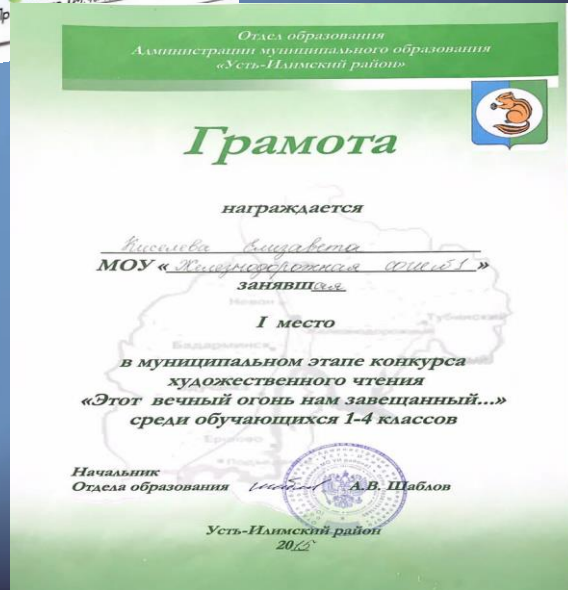 Отдел образования
Администрации муниципального образования
«Усть-Илимский район»
Грамота
награждается
Киселева Елизавета
МОУ « Железнодорожная сош №1 »
занявшая
I место
в муниципальном этапе конкурса
художественного чтения
«Этот вечный огонь нам завещанный...»
среди обучающихся 1-4 классов
Начальник
Отдела образования А.В. Шаблов
Усть-Илимский район
2015